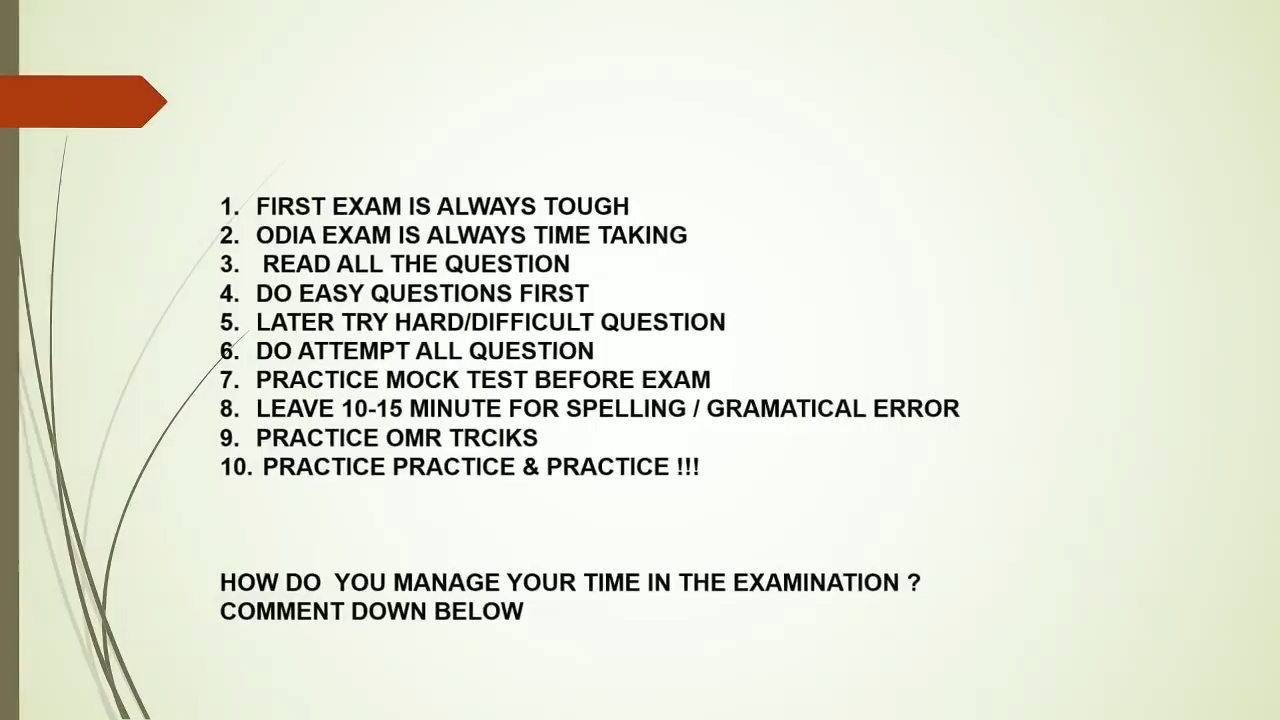 1. FIRST EXAM IS ALWAYS TOUGH
2. ODIA EXAM IS ALWAYS TIME TAKING
3. READ ALL THE QUESTION
4. DO EASY QUESTIONS FIRST
5. LATER TRY HARD/DIFFICULT QUESTION
6. DO ATTEMPT ALL QUESTION
7. PRACTICE MOCK TEST BEFORE EXAM
8. LEAVE 10-15 MINUTE FOR SPELLING / GRAMATICAL ERROR
9. PRACTICE OMR TRCIKS
10. PRACTICE PRACTICE & PRACTICE !!!
HOW DO YOU MANAGE YOUR TIME IN THE EXAMINATION ?
COMMENT DOWN BELOW